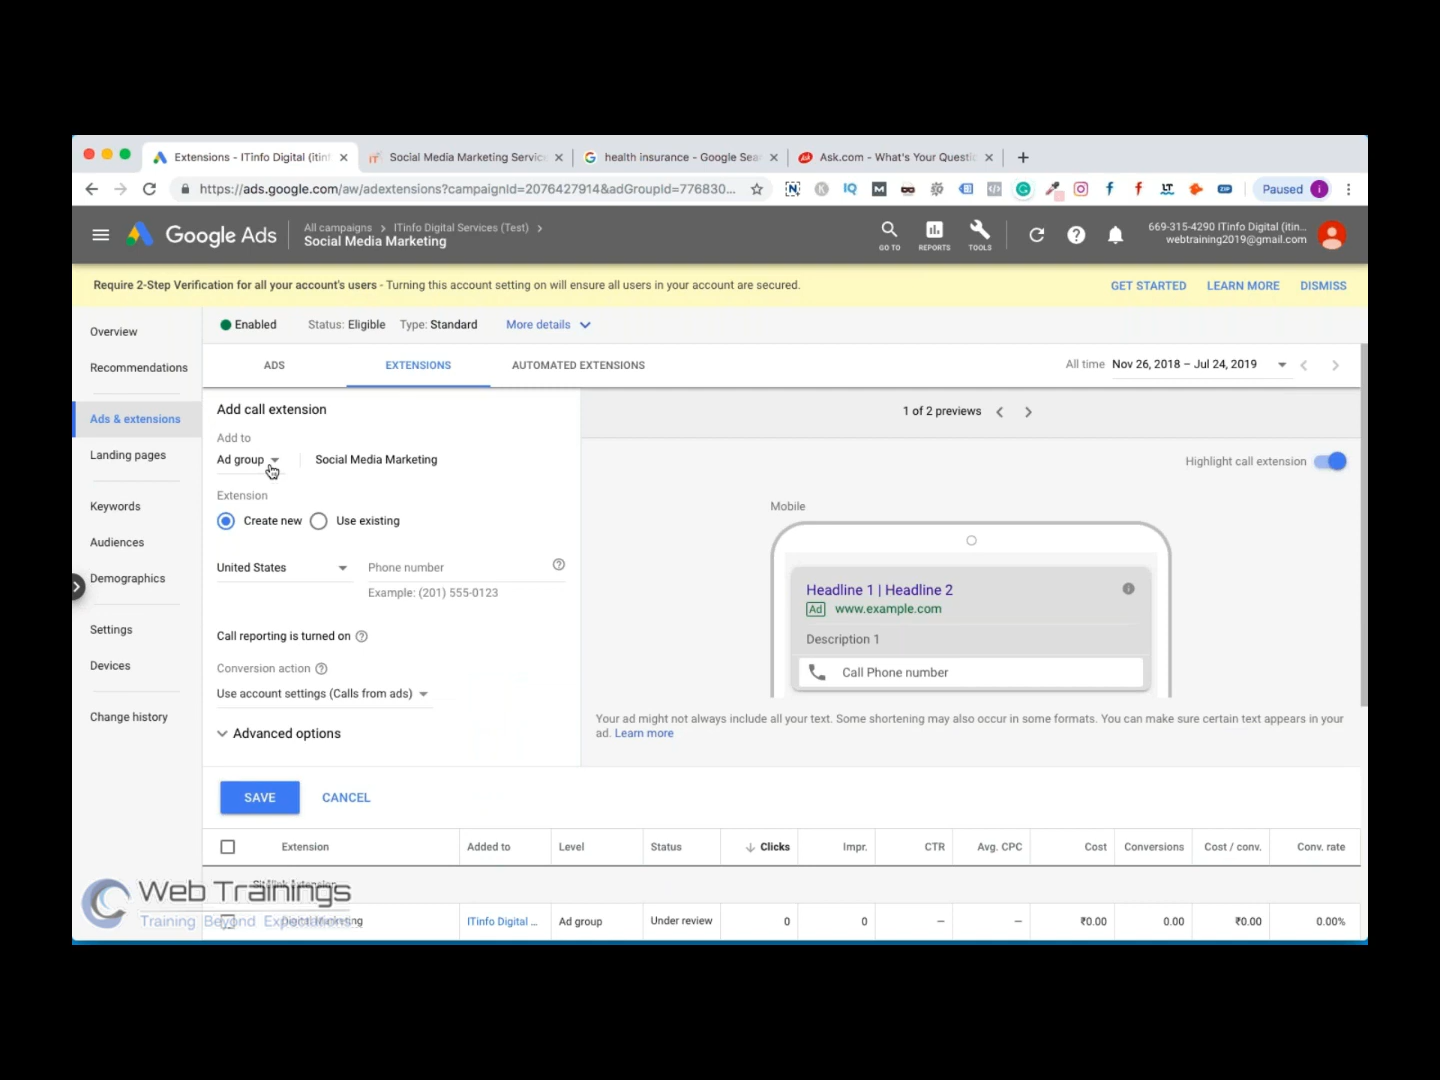 Extensions - ITinfo Digital (itinf
Social Media Marketing Service
health insurance - Google Sea
Ask.com - What's Your Questic
https://ads.google.com/aw/adextensions?campaignId=2076427914&adGroupId=776830...
Paused i
Google Ads
All campaigns > ITinfo Digital Services (Test) >
Social Media Marketing
GO TO
REPORTS
TOOLS
669-315-4290 ITinfo Digital (itin...
webtraining2019@gmail.com
Require 2-Step Verification for all your account's users - Turning this account setting on will ensure all users in your account are secured.
GET STARTED
LEARN MORE
DISMISS
Overview
Recommendations
Ads & extensions
Landing pages
Keywords
Audiences
Demographics
Settings
Devices
Change history
Enabled
Status: Eligible
Type: Standard
More details
ADS
EXTENSIONS
AUTOMATED EXTENSIONS
All time Nov 26, 2018 – Jul 24, 2019
Add call extension
Add to
Ad group
Social Media Marketing
Extension
Create new
Use existing
United States
Phone number
Example: (201) 555-0123
Call reporting is turned on
Conversion action
Use account settings (Calls from ads)
Advanced options
1 of 2 previews
Highlight call extension
Mobile
Headline 1 | Headline 2
Ad www.example.com
Description 1
Call Phone number
Your ad might not always include all your text. Some shortening may also occur in some formats. You can make sure certain text appears in your
ad. Learn more
SAVE
CANCEL
Extension Added to Level Status Clicks Impr. CTR Avg. CPC Cost Conversions Cost / conv. Conv. rate
Sitelink extension
Web Trainings
Training Beyond Expectations
Digital Marketing ITinfo Digital ... Ad group Under review 0 0 – – ₹0.00 0.00 ₹0.00 0.00%